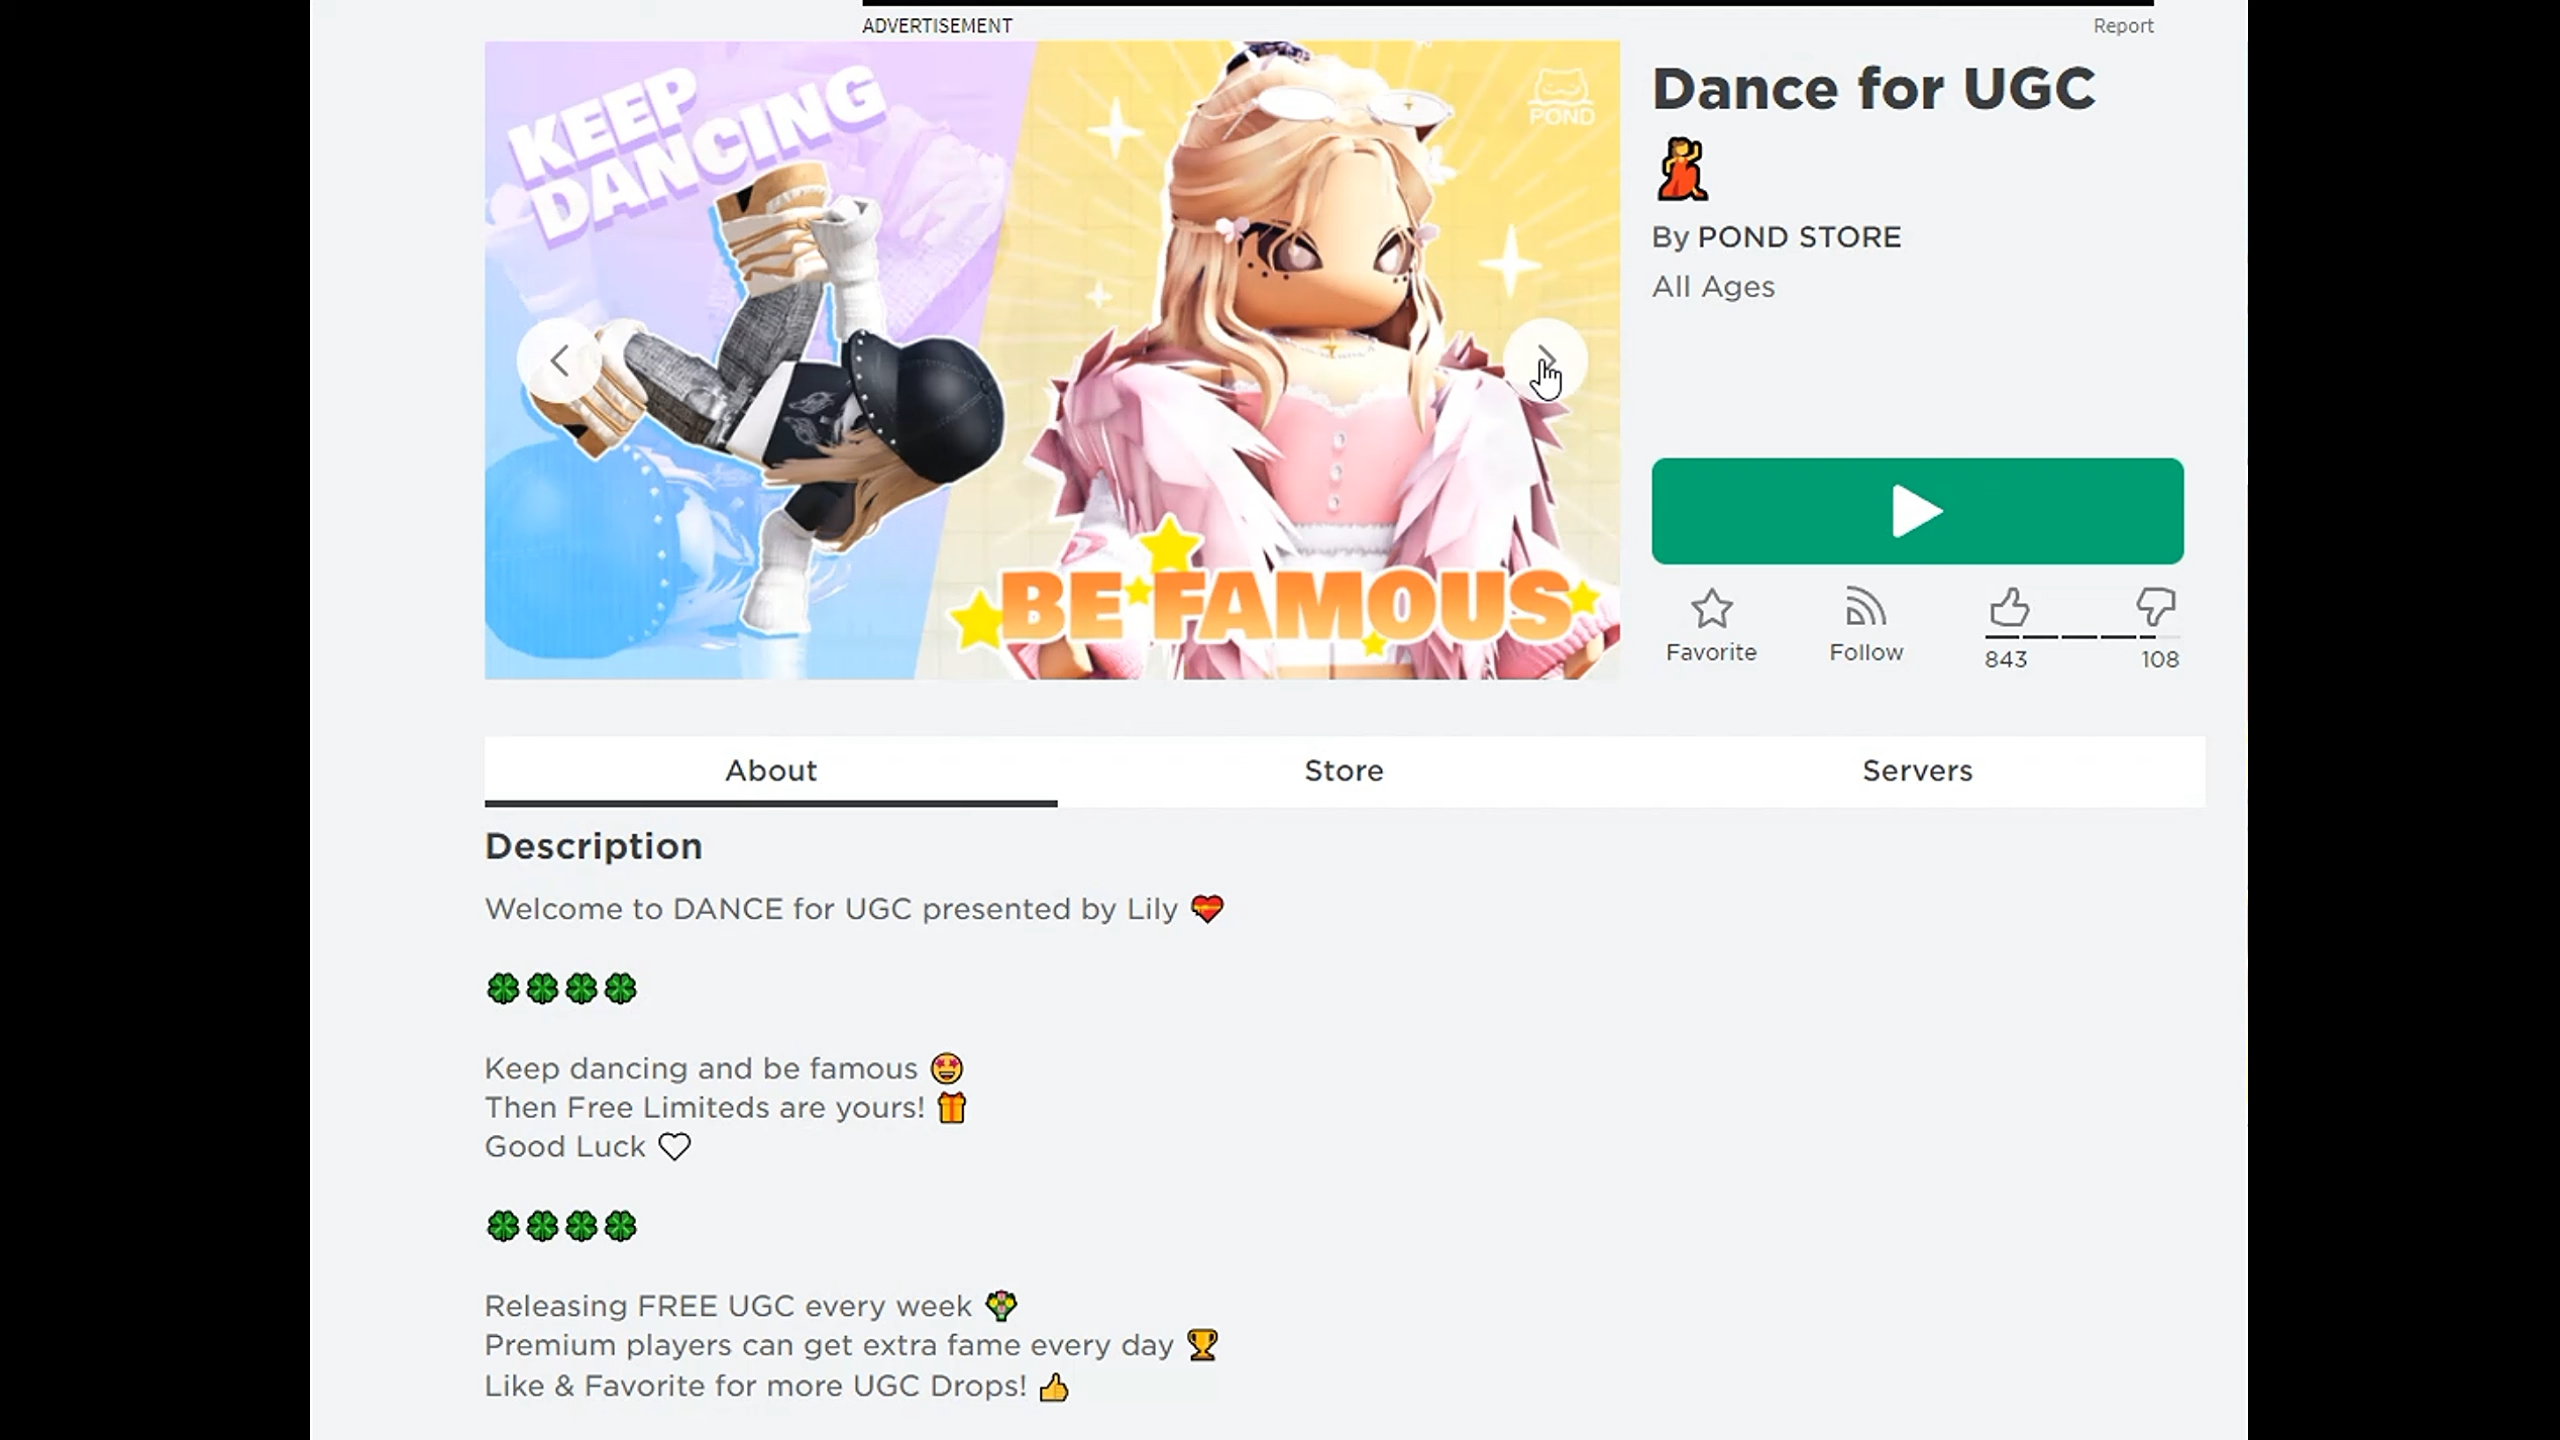 ADVERTISEMENT
Report
KEEP
DANCING
POND
BE FAMOUS
Dance for UGC
💃
By POND STORE
All Ages
Favorite
Follow
843
108
About
Store
Servers
Description
Welcome to DANCE for UGC presented by Lily 💝
🍀🍀🍀🍀
Keep dancing and be famous 🤩
Then Free Limiteds are yours! 🎁
Good Luck ♡
🍀🍀🍀🍀
Releasing FREE UGC every week 💐
Premium players can get extra fame every day 🏆
Like & Favorite for more UGC Drops! 👍